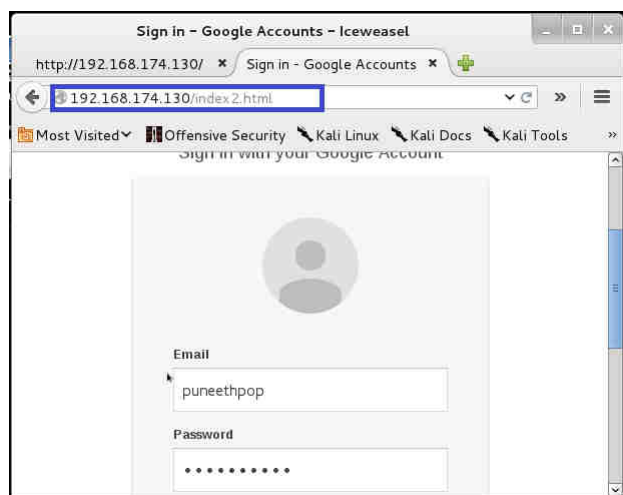 Sign in - Google Accounts - Iceweasel
http://192.168.174.130/ Sign in - Google Accounts
192.168.174.130/index2.html
Most Visited Offensive Security Kali Linux Kali Docs Kali Tools »
Sign in with your Google Account
Email
puneethpop
Password